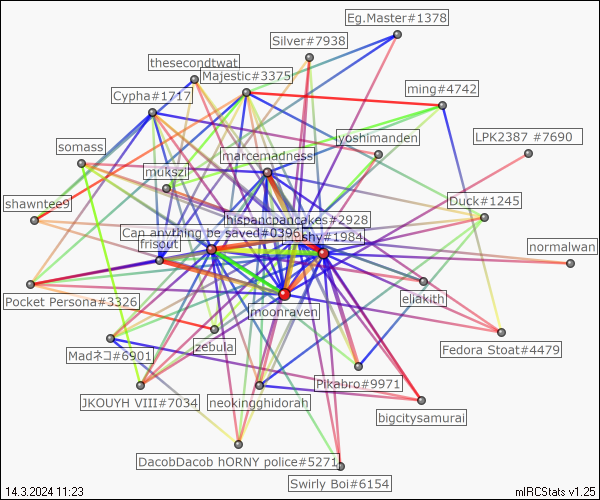 Eg.Master#1378
Silver#7938
thesecondtwat
Majestic#3375
ming#4742
Cypha#1717
LPK2387 #7690
yoshimanden
somass
marcemadness
mukszi
shawntee9
Duck#1245
hispancpancakes#2928
Can anything be saved#0396
shy#1984
frisout
normalwan
eliakith
Pocket Persona#3326
moonraven
zebula
Fedora Stoat#4479
Madネコ#6901
Pikabro#9971
JKOUYH VIII#7034
neokingghidorah
bigcitysamurai
DacobDacob hORNY police#5271
Swirly Boi#6154
14.3.2024 11:23
mIRCStats v1.25